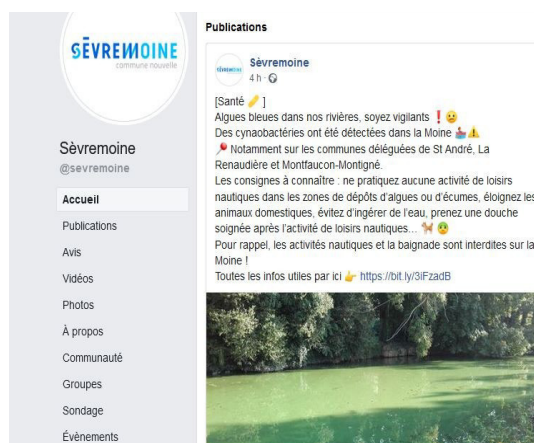 SÈVREMOINE
commune nouvelle
Sèvremoine
@sevremoine
Accueil
Publications
Avis
Vidéos
Photos
À propos
Communauté
Groupes
Sondage
Évènements
Publications
Sèvremoine
4 h ·
[Santé 🩹 ]
Algues bleues dans nos rivières, soyez vigilants ❗ 😟
Des cynaobactéries ont été détectées dans la Moine 🚣⚠️
📍 Notamment sur les communes déléguées de St André, La
Renaudière et Montfaucon-Montigné.
Les consignes à connaître : ne pratiquez aucune activité de loisirs
nautiques dans les zones de dépôts d'algues ou d'écumes, éloignez les
animaux domestiques, évitez d'ingérer de l'eau, prenez une douche
soignée après l'activité de loisirs nautiques... 🐕 😰
Pour rappel, les activités nautiques et la baignade sont interdites sur la
Moine !
Toutes les infos utiles par ici 👉 https://bit.ly/3iFzadB